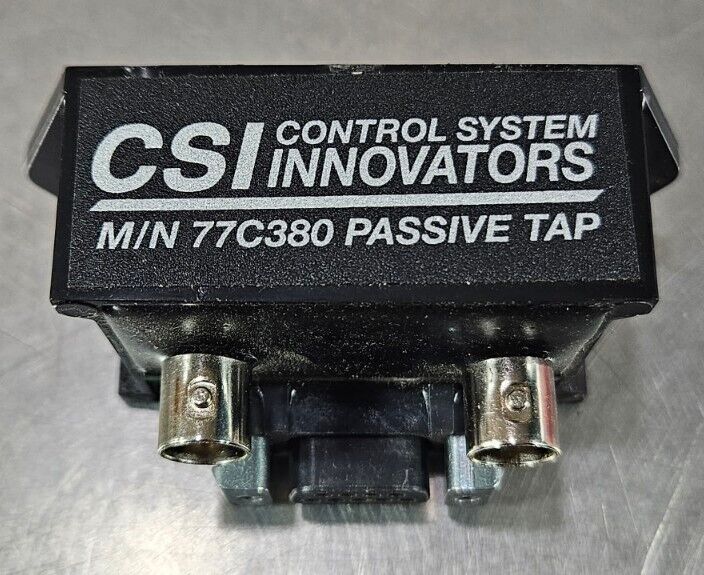 CSI CONTROL SYSTEM
INNOVATORS
M/N 77C380 PASSIVE TAP